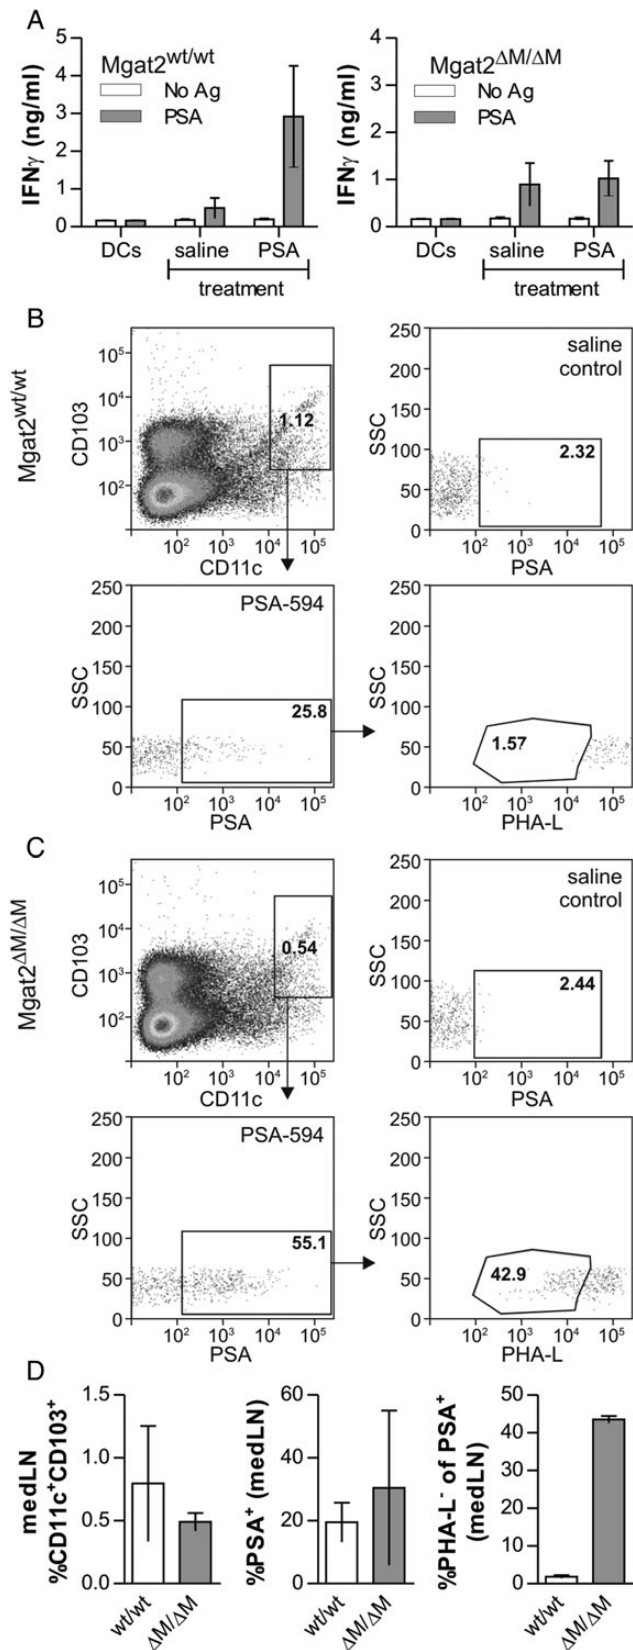 A
Mgat2wt/wt
No Ag
PSA
IFNγ (ng/ml)
5
4
3
2
1
0
DCs saline PSA
treatment
Mgat2ΔM/ΔM
No Ag
PSA
IFNγ (ng/ml)
4
3
2
1
0
DCs saline PSA
treatment
B
Mgat2wt/wt
CD103
10⁵
10⁴
10³
10²
1.12
10² 10³ 10⁴ 10⁵
CD11c
saline
control
SSC
250
200
150
100
50
0
2.32
10² 10³ 10⁴ 10⁵
PSA
PSA-594
SSC
250
200
150
100
50
0
25.8
10² 10³ 10⁴ 10⁵
PSA
SSC
250
200
150
100
50
0
1.57
10² 10³ 10⁴ 10⁵
PHA-L
C
Mgat2ΔM/ΔM
CD103
10⁵
10⁴
10³
10²
0.54
10² 10³ 10⁴ 10⁵
CD11c
saline
control
SSC
250
200
150
100
50
0
2.44
10² 10³ 10⁴ 10⁵
PSA
PSA-594
SSC
250
200
150
100
50
0
55.1
10² 10³ 10⁴ 10⁵
PSA
SSC
250
200
150
100
50
0
42.9
10² 10³ 10⁴ 10⁵
PHA-L
D
medLN
%CD11c⁺CD103⁺
1.5
1.0
0.5
0.0
wt/wt ΔM/ΔM
%PSA⁺ (medLN)
60
40
20
0
wt/wt ΔM/ΔM
%PHA-L⁻ of PSA⁺
(medLN)
50
40
30
20
10
0
wt/wt ΔM/ΔM